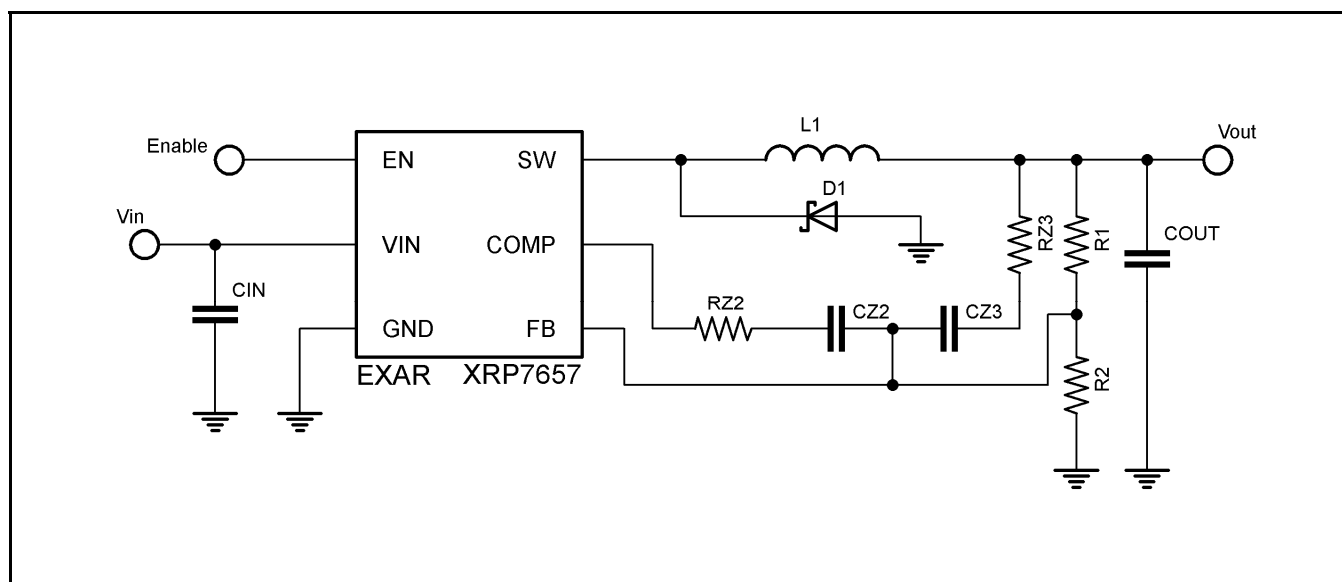 L1
Vout
Enable
EN
SW
D1
Vin
VIN
COMP
RZ3
R1
COUT
CIN
RZ2
CZ2
CZ3
GND
FB
R2
EXAR XRP7657